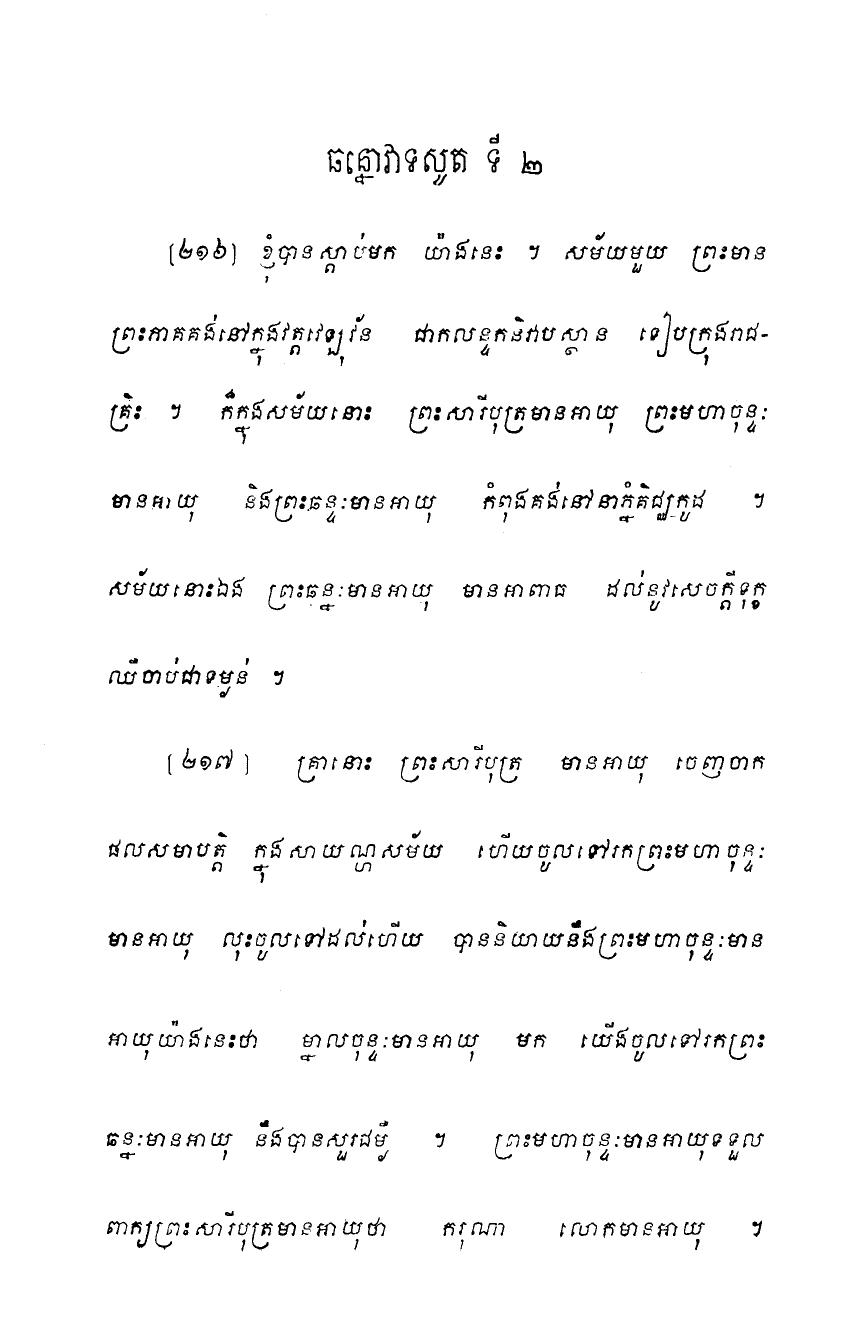 ឆន្នោវាទសូត្រ ទី ២
[២១៦] ខ្ញុំបានស្តាប់មក យ៉ាងនេះ ។ សម័យមួយ ព្រះមាន
ព្រះភាគគង់នៅក្នុងវត្តវេឡុវ័ន ជាកលន្ទកនិវាបស្ថាន ទៀបក្រុងរាជ-
គ្រិះ ។ ក៏ក្នុងសម័យនោះ ព្រះសារីបុត្រមានអាយុ ព្រះមហាចុន្ទៈ
មានអាយុ និងព្រះឆន្នៈមានអាយុ កំពុងគង់នៅនាភ្នំគិជ្ឈកូដ ។
សម័យនោះឯង ព្រះឆន្នៈមានអាយុ មានអាពាធ ដល់នូវសេចក្តីទុក្ខ
ឈឺចាប់ជាទម្ងន់ ។
[២១៧] គ្រានោះ ព្រះសារីបុត្រ មានអាយុ ចេញចាក
ផលសមាបត្តិ ក្នុងសាយណ្ហសម័យ ហើយចូលទៅរកព្រះមហាចុន្ទៈ
មានអាយុ លុះចូលទៅដល់ហើយ បាននិយាយនឹងព្រះមហាចុន្ទៈមាន
អាយុយ៉ាងនេះថា ម្នាលចុន្ទៈមានអាយុ មក យើងចូលទៅរកព្រះ
ឆន្នៈមានអាយុ នឹងបានសួរជម្ងឺ ។ ព្រះមហាចុន្ទៈមានអាយុទទួល
ពាក្យព្រះសារីបុត្រមានអាយុថា ករុណា លោកមានអាយុ ។